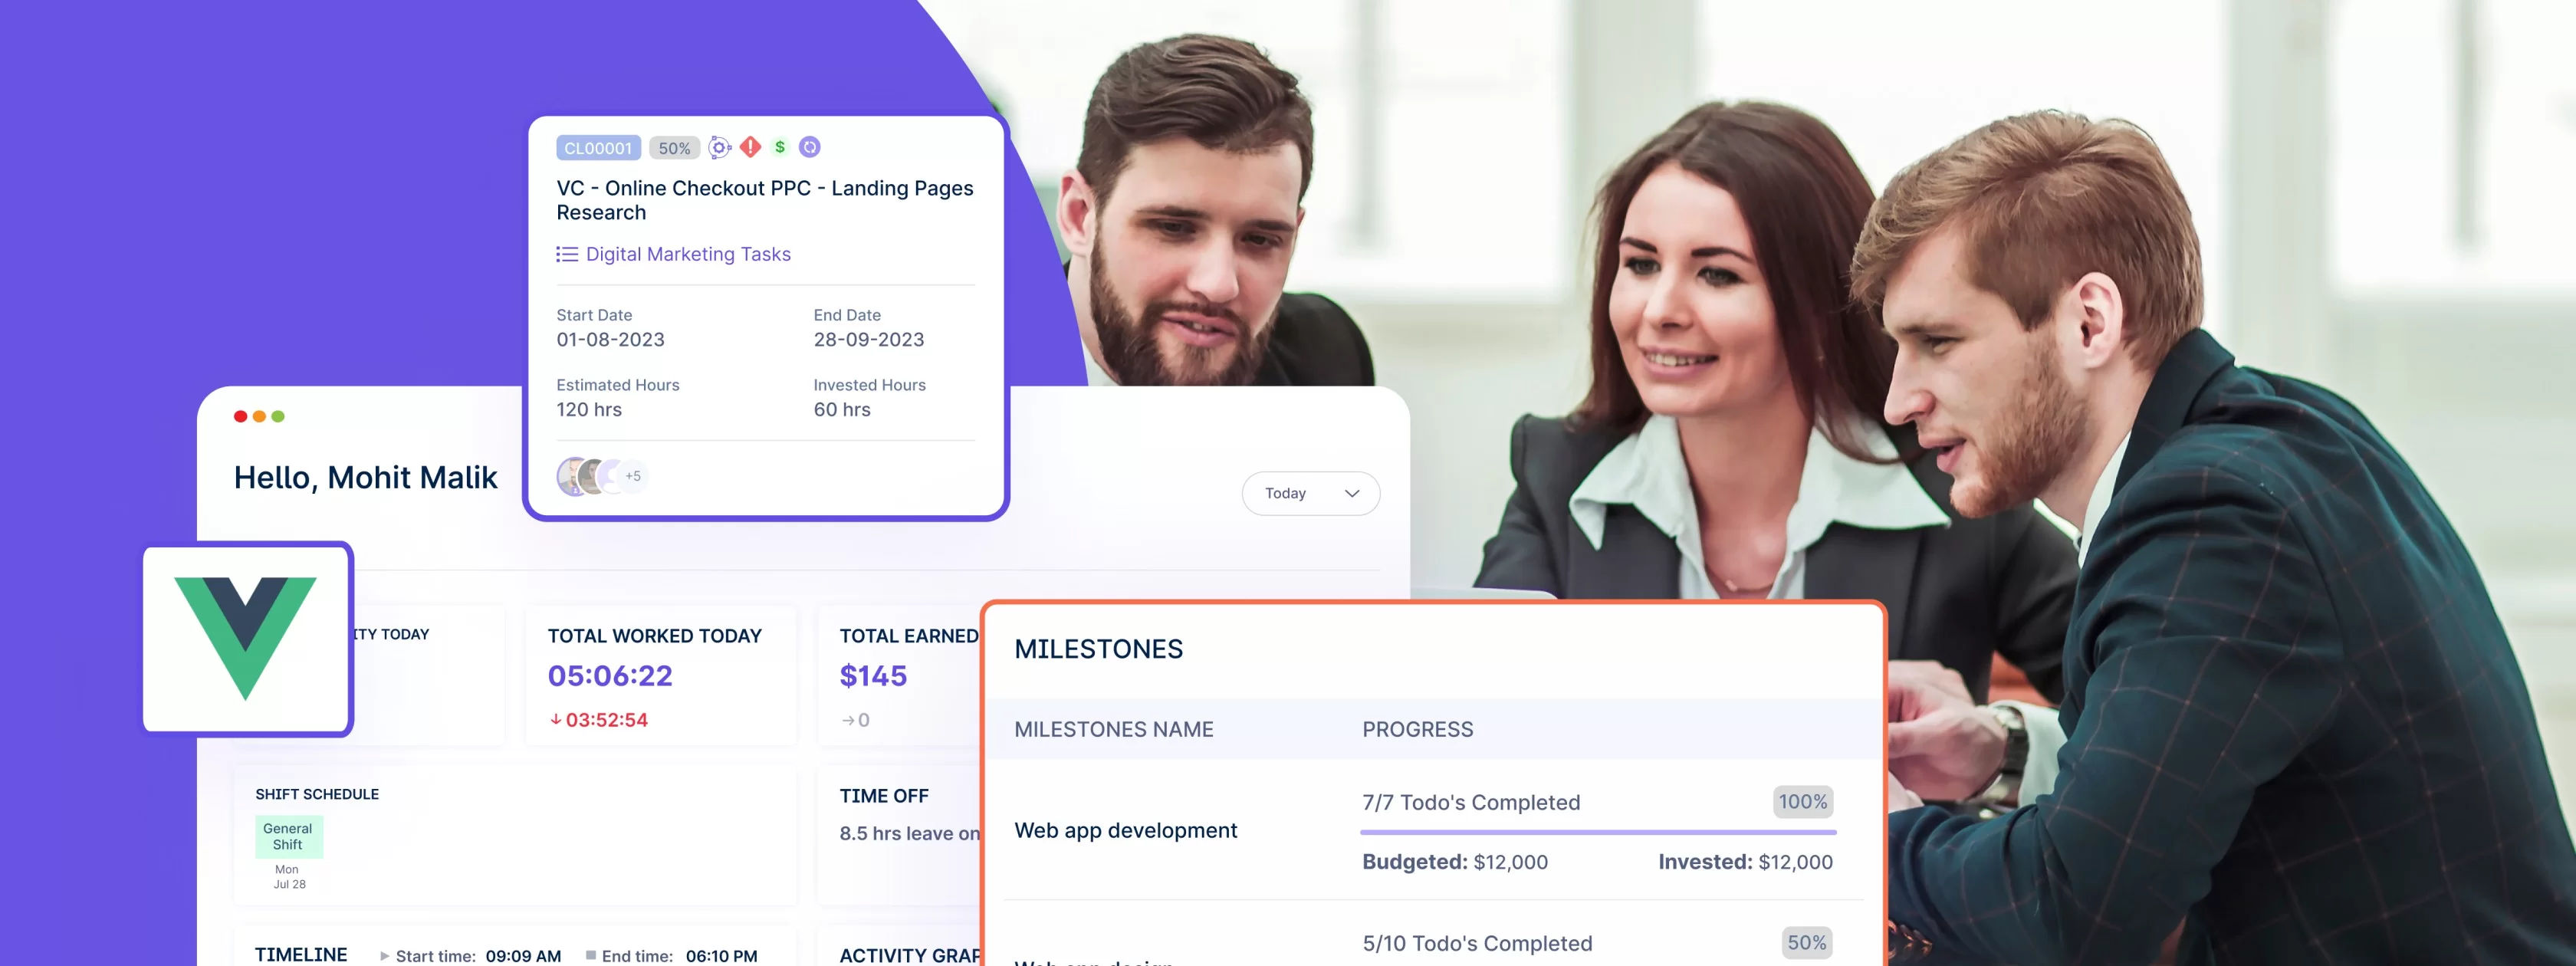 CL00001 50% $
VC - Online Checkout PPC - Landing Pages
Research
Digital Marketing Tasks
Start Date End Date
01-08-2023 28-09-2023
Estimated Hours Invested Hours
120 hrs 60 hrs
+5
Hello, Mohit Malik
Today
ITY TODAY
TOTAL WORKED TODAY
05:06:22
03:52:54
TOTAL EARNED
$145
0
SHIFT SCHEDULE
General
Shift
Mon
Jul 28
TIME OFF
8.5 hrs leave on
TIMELINE Start time: 09:09 AM End time: 06:10 PM
ACTIVITY GRAP
MILESTONES
MILESTONES NAME PROGRESS
7/7 Todo's Completed 100%
Web app development
Budgeted: $12,000 Invested: $12,000
5/10 Todo's Completed 50%